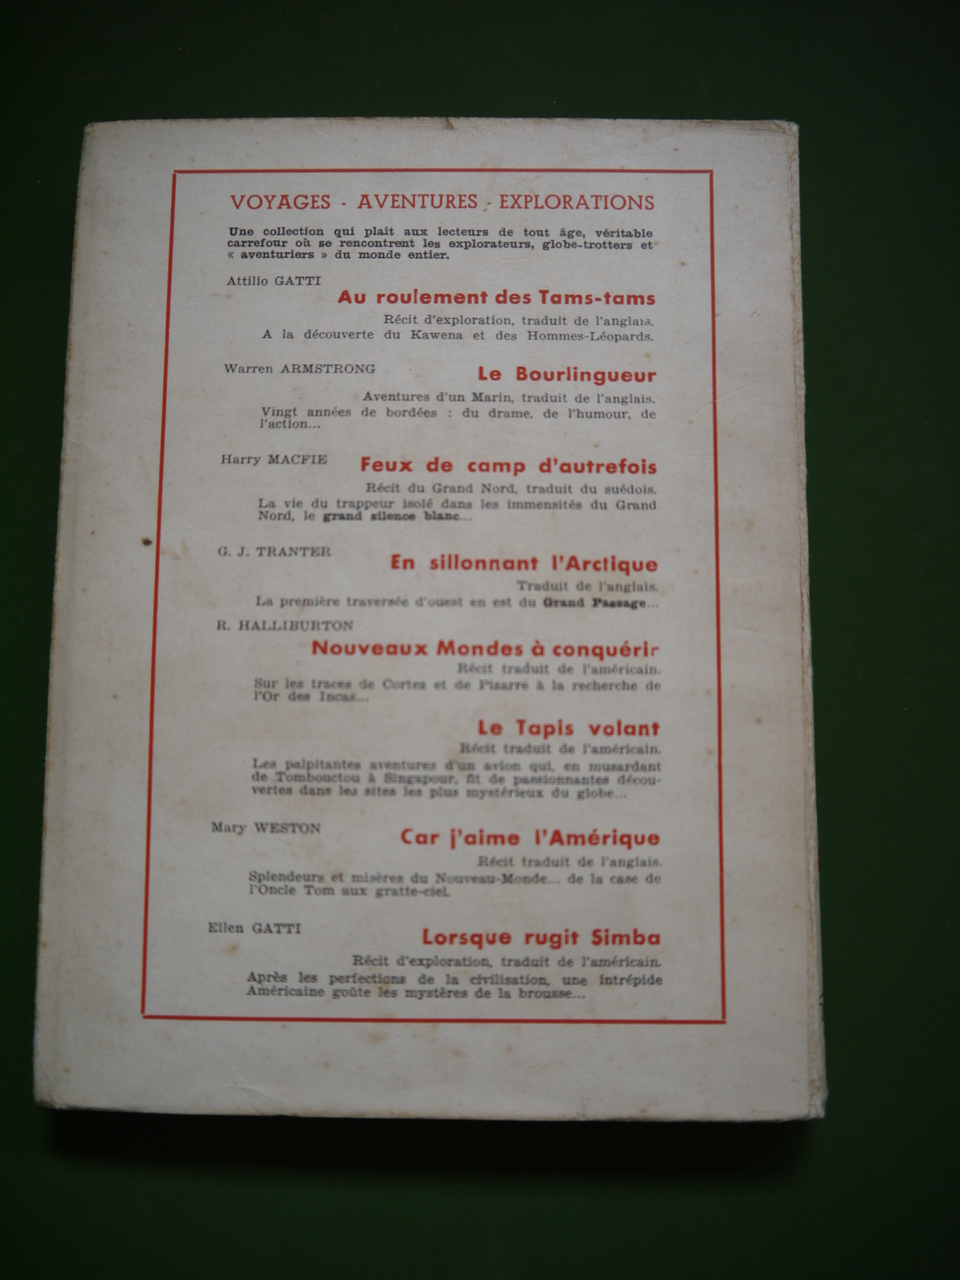 VOYAGES - AVENTURES - EXPLORATIONS
Une collection qui plait aux lecteurs de tout âge, véritable
carrefour où se rencontrent les explorateurs, globe-trotters et
« aventuriers » du monde entier.
Attilio GATTI
Au roulement des Tams-tams
Récit d'exploration, traduit de l'anglais.
A la découverte du Kawena et des Hommes-Léopards.
Warren ARMSTRONG
Le Bourlingueur
Aventures d'un Marin, traduit de l'anglais.
Vingt années de bordées : du drame, de l'humour, de
l'action...
Harry MACFIE
Feux de camp d'autrefois
Récit du Grand Nord, traduit du suédois.
La vie du trappeur isolé dans les immensités du Grand
Nord, le grand silence blanc...
G. J. TRANTER
En sillonnant l'Arctique
Traduit de l'anglais.
La première traversée d'ouest en est du Grand Passage...
R. HALLIBURTON
Nouveaux Mondes à conquérir
Récit traduit de l'américain.
Sur les traces de Cortes et de Pizarre à la recherche de
l'Or des Incas...
Le Tapis volant
Récit traduit de l'américain.
Les palpitantes aventures d'un avion qui, en musardant
de Tombouctou à Singapour, fit de passionnantes décou-
vertes dans les sites les plus mystérieux du globe...
Mary WESTON
Car j'aime l'Amérique
Récit traduit de l'anglais.
Splendeurs et misères du Nouveau-Monde... de la case de
l'Oncle Tom aux gratte-ciel.
Ellen GATTI
Lorsque rugit Simba
Récit d'exploration, traduit de l'américain.
Après les perfections de la civilisation, une intrépide
Américaine goûte les mystères de la brousse...